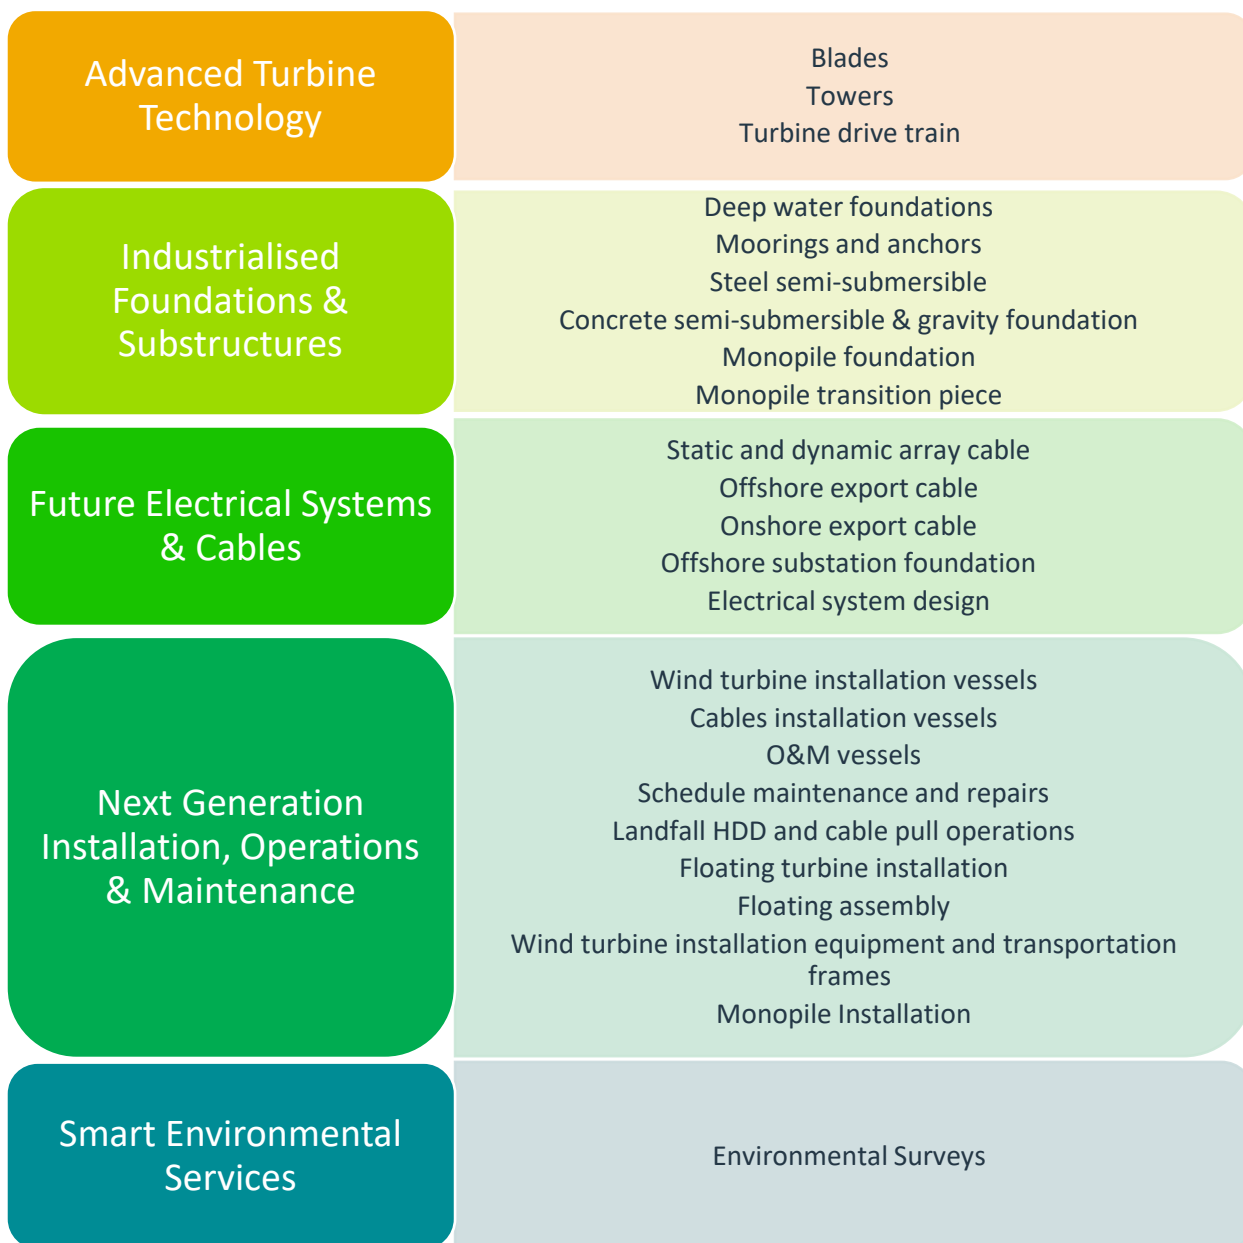 Advanced Turbine
Technology
Blades
Towers
Turbine drive train
Industrialised
Foundations &
Substructures
Deep water foundations
Moorings and anchors
Steel semi-submersible
Concrete semi-submersible & gravity foundation
Monopile foundation
Monopile transition piece
Future Electrical Systems
& Cables
Static and dynamic array cable
Offshore export cable
Onshore export cable
Offshore substation foundation
Electrical system design
Next Generation
Installation, Operations
& Maintenance
Wind turbine installation vessels
Cables installation vessels
O&M vessels
Schedule maintenance and repairs
Landfall HDD and cable pull operations
Floating turbine installation
Floating assembly
Wind turbine installation equipment and transportation
frames
Monopile Installation
Smart Environmental
Services
Environmental Surveys